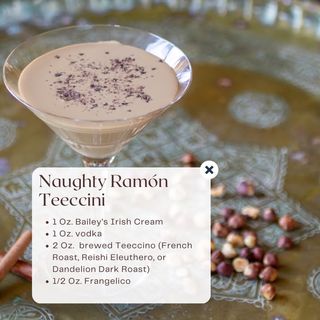 Naughty Ramón
Teeccini
• 1 Oz. Bailey's Irish Cream
• 1 Oz. vodka
• 2 Oz.  brewed Teeccino (French
Roast, Reishi Eleuthero, or
Dandelion Dark Roast)
• 1/2 Oz. Frangelico